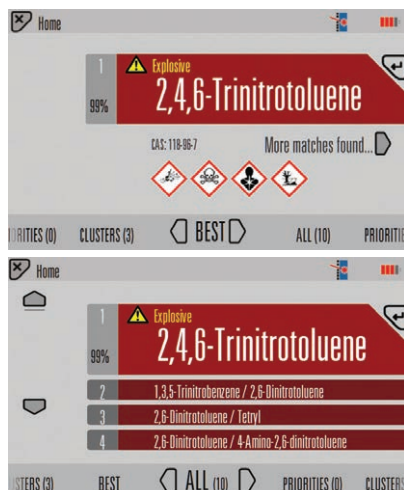 Home
1
Explosive
99%
2,4,6-Trinitrotoluene
CAS: 118-96-7
More matches found...
ORITIES (0) CLUSTERS (3) BEST ALL (10) PRIORITIE
Home
1
Explosive
99%
2,4,6-Trinitrotoluene
2 1,3,5-Trinitrobenzene / 2,6-Dinitrotoluene
3 2,6-Dinitrotoluene / Tetryl
4 2,6-Dinitrotoluene / 4-Amino-2,6-dinitrotoluene
STERS (3) BEST ALL (10) PRIORITIES (0) CLUSTERS